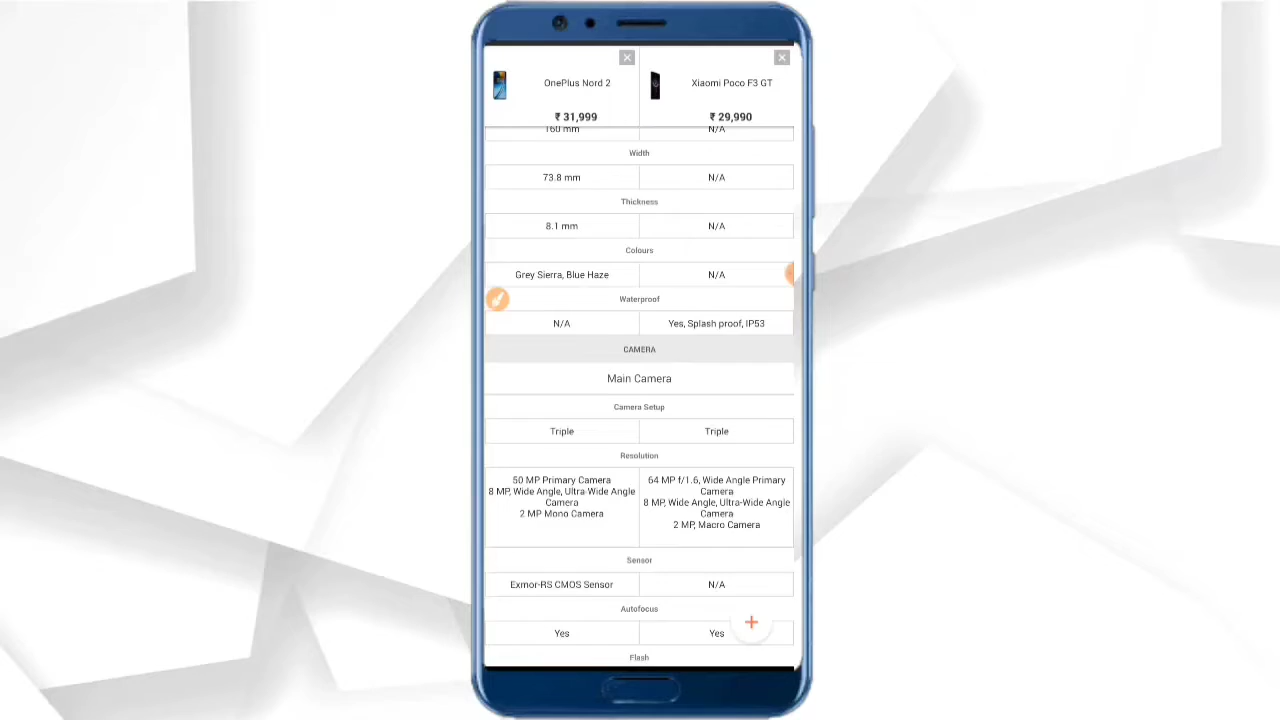 OnePlus Nord 2 Xiaomi Poco F3 GT
₹ 31,999 ₹ 29,990
160 mm N/A
Width
73.8 mm N/A
Thickness
8.1 mm N/A
Colours
Grey Sierra, Blue Haze N/A
Waterproof
N/A Yes, Splash proof, IP53
CAMERA
Main Camera
Camera Setup
Triple Triple
Resolution
50 MP Primary Camera
8 MP, Wide Angle, Ultra-Wide Angle
Camera
2 MP Mono Camera
64 MP f/1.6, Wide Angle Primary
Camera
8 MP, Wide Angle, Ultra-Wide Angle
Camera
2 MP, Macro Camera
Sensor
Exmor-RS CMOS Sensor N/A
Autofocus
Yes Yes
Flash